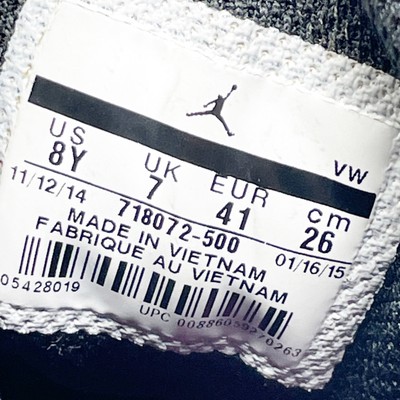 VW
US UK EUR cm
8Y 7 41 26
11/12/14 718072-500 01/16/15
MADE IN VIETNAM
FABRIQUE AU VIETNAM
05428019
UPC 00886059270263